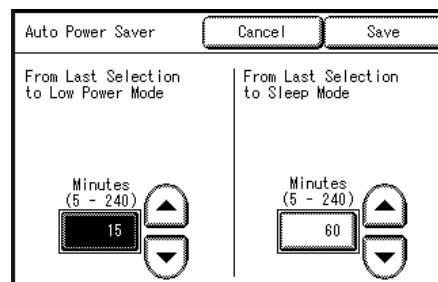 Auto Power Saver
Cancel
Save
From Last Selection
to Low Power Mode
Minutes
(5 - 240)
15
From Last Selection
to Sleep Mode
Minutes
(5 - 240)
60